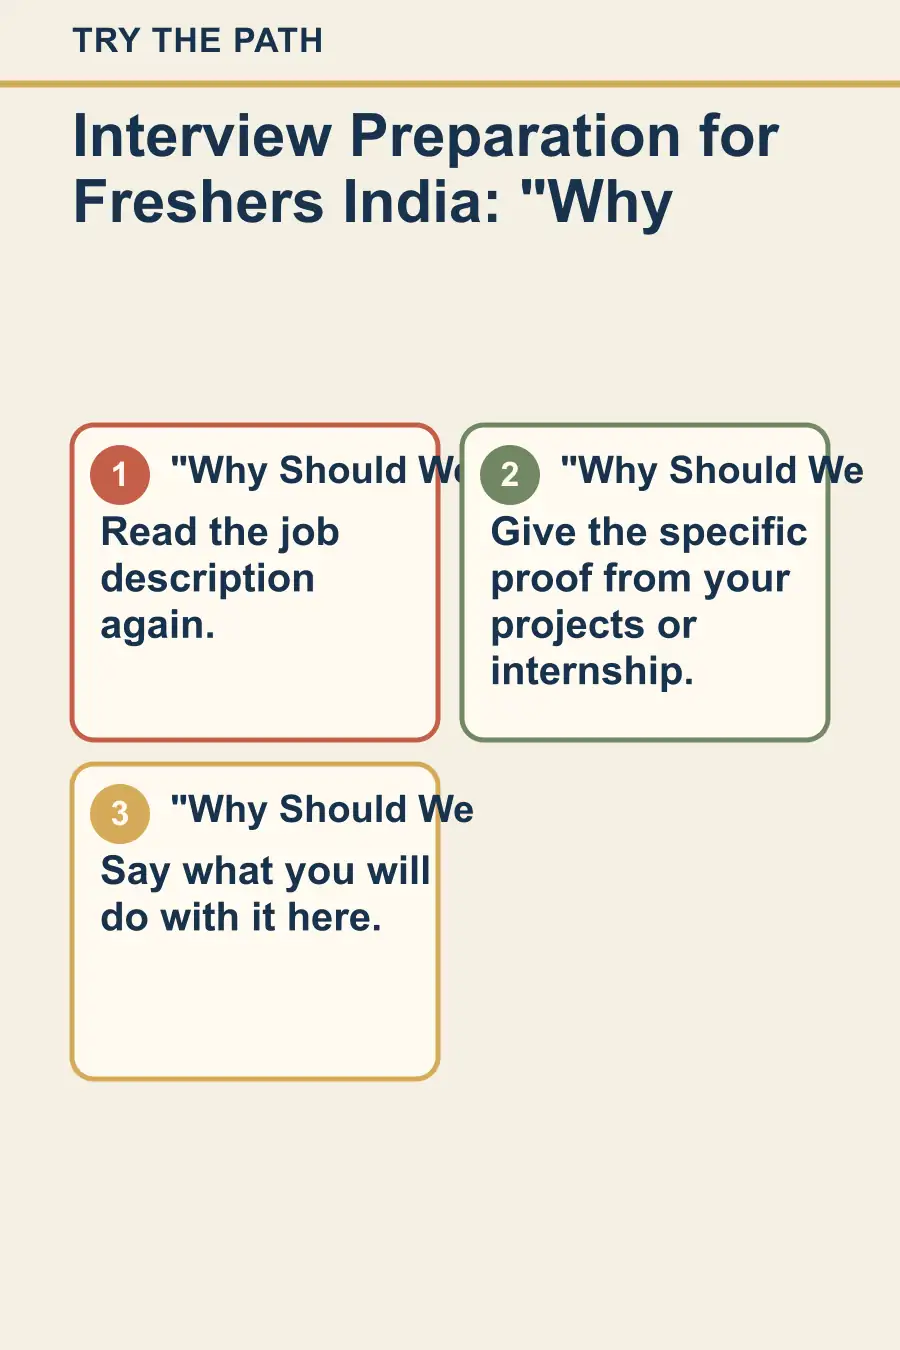 TRY THE PATH
Interview Preparation for
Freshers India: "Why
1
"Why Should We
Read the job
description
again.
2
"Why Should We
Give the specific
proof from your
projects or
internship.
3
"Why Should We
Say what you will
do with it here.